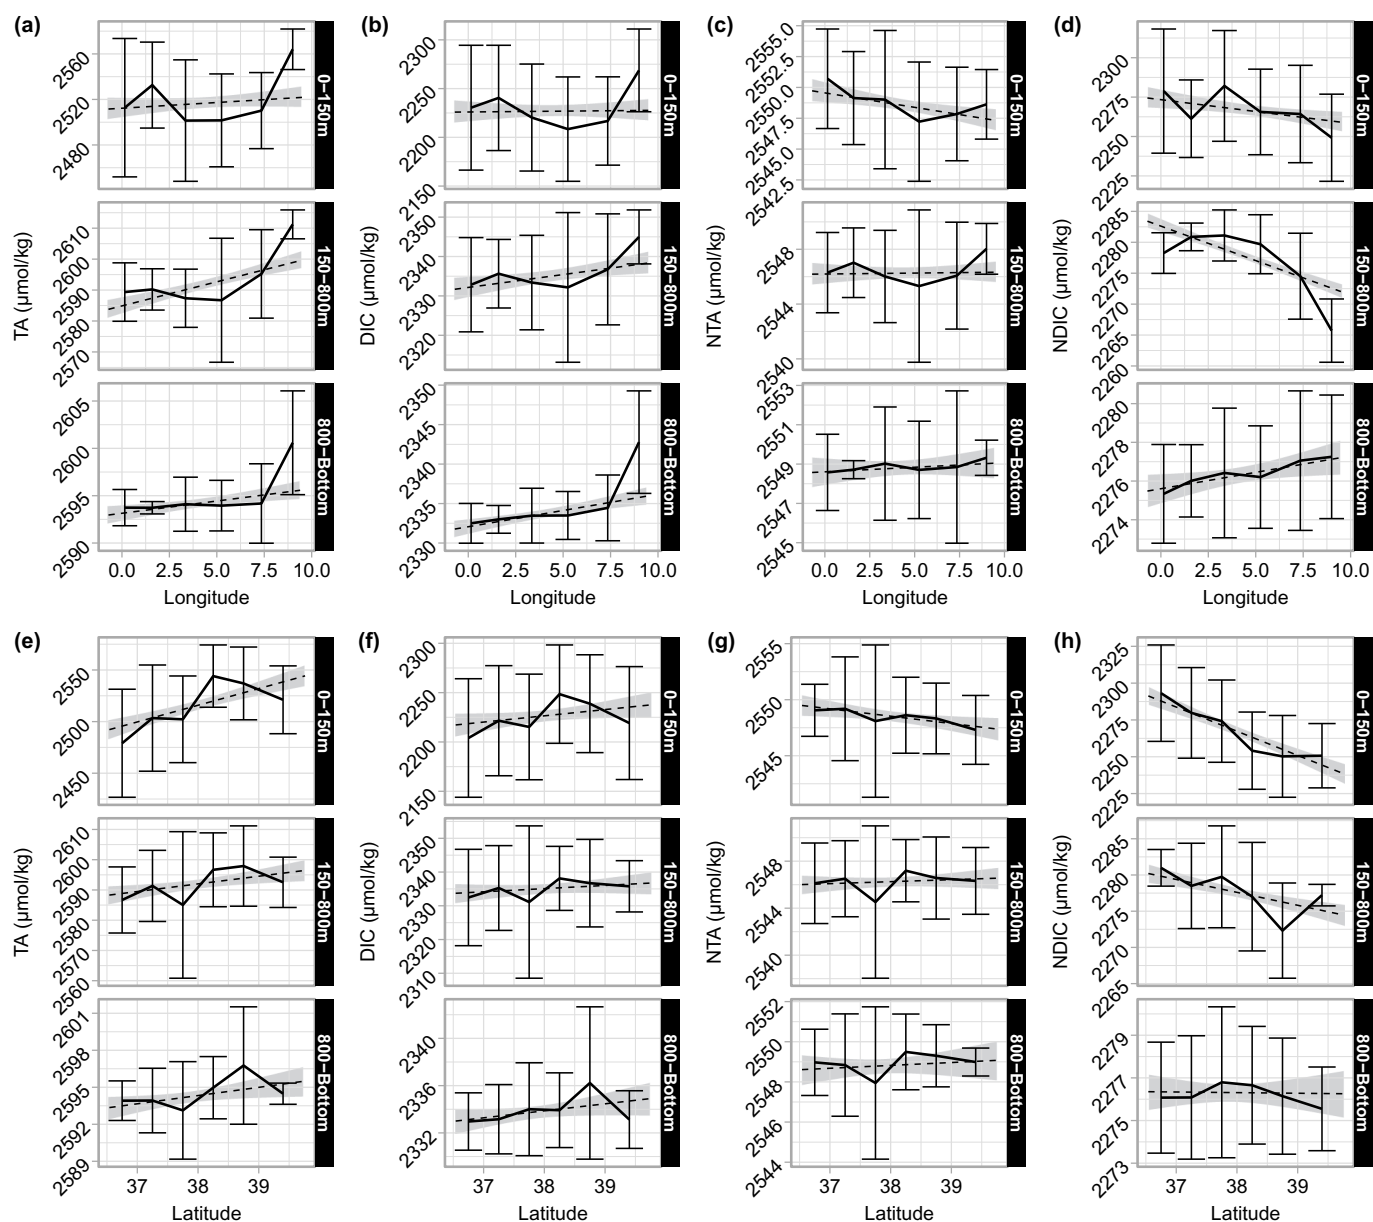 (a) (b) (c) (d)
TA (µmol/kg)
2560
2520
2480
0−150m
2610
2600
2590
2580
2570
150−800m
2605
2600
2595
2590
800−Bottom
0.0 2.5 5.0 7.5 10.0
Longitude
DIC (µmol/kg)
2300
2250
2200
2150
0−150m
2350
2340
2330
2320
150−800m
2350
2345
2340
2335
2330
800−Bottom
0.0 2.5 5.0 7.5 10.0
Longitude
NTA (µmol/kg)
2555.0
2552.5
2550.0
2547.5
2545.0
2542.5
0−150m
2548
2544
2540
150−800m
2553
2551
2549
2547
2545
800−Bottom
0.0 2.5 5.0 7.5 10.0
Longitude
NDIC (µmol/kg)
2300
2275
2250
2225
0−150m
2285
2280
2275
2270
2265
2260
150−800m
2280
2278
2276
2274
800−Bottom
0.0 2.5 5.0 7.5 10.0
Longitude
(e) (f) (g) (h)
TA (µmol/kg)
2550
2500
2450
0−150m
2610
2600
2590
2580
2570
2560
150−800m
2601
2598
2595
2592
2589
800−Bottom
37 38 39
Latitude
DIC (µmol/kg)
2300
2250
2200
2150
0−150m
2350
2340
2330
2320
2310
150−800m
2340
2336
2332
800−Bottom
37 38 39
Latitude
NTA (µmol/kg)
2555
2550
2545
0−150m
2548
2544
2540
150−800m
2552
2550
2548
2546
2544
800−Bottom
37 38 39
Latitude
NDIC (µmol/kg)
2325
2300
2275
2250
2225
0−150m
2285
2280
2275
2270
2265
150−800m
2279
2277
2275
2273
800−Bottom
37 38 39
Latitude